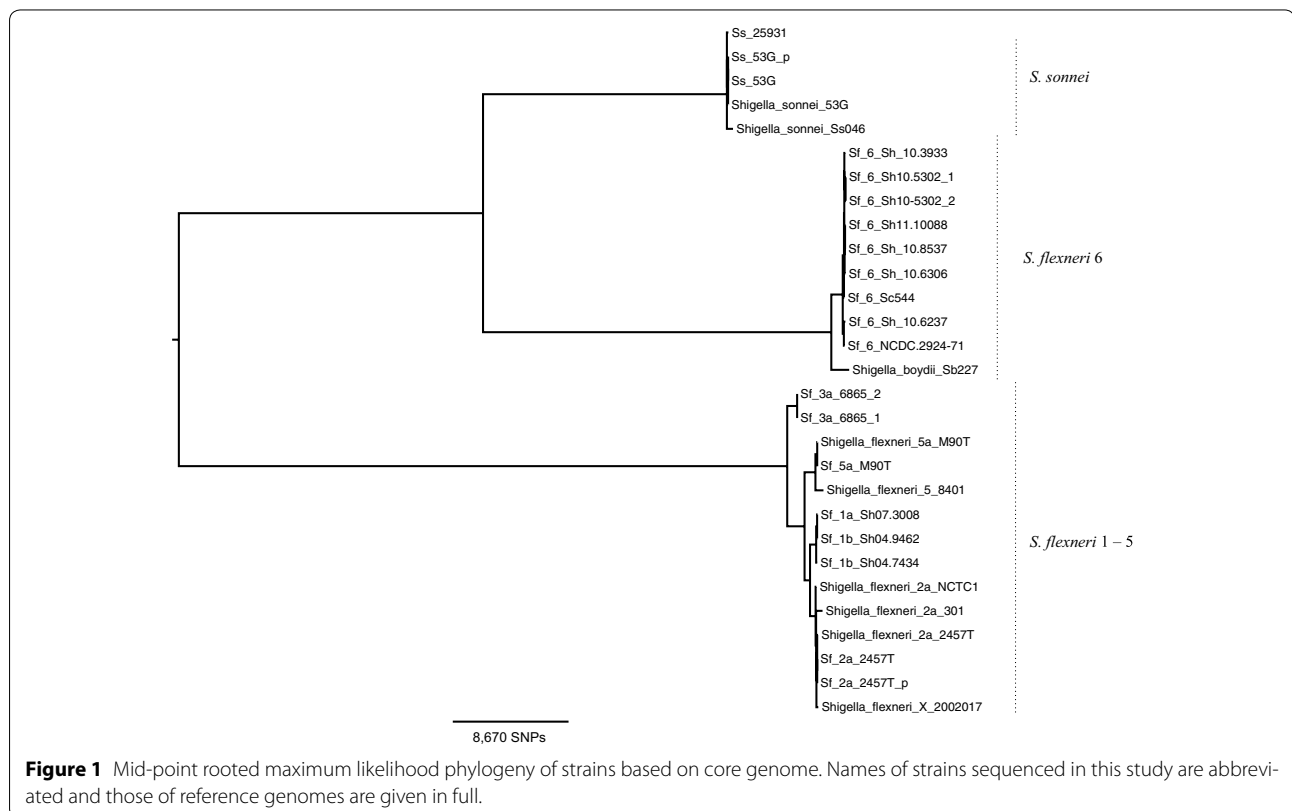 Ss_25931
Ss_53G_p
Ss_53G
Shigella_sonnei_53G
Shigella_sonnei_Ss046
S. sonnei
Sf_6_Sh_10.3933
Sf_6_Sh10.5302_1
Sf_6_Sh10-5302_2
Sf_6_Sh11.10088
Sf_6_Sh_10.8537
Sf_6_Sh_10.6306
Sf_6_Sc544
Sf_6_Sh_10.6237
Sf_6_NCDC.2924-71
Shigella_boydii_Sb227
S. flexneri 6
Sf_3a_6865_2
Sf_3a_6865_1
Shigella_flexneri_5a_M90T
Sf_5a_M90T
Shigella_flexneri_5_8401
Sf_1a_Sh07.3008
Sf_1b_Sh04.9462
Sf_1b_Sh04.7434
Shigella_flexneri_2a_NCTC1
Shigella_flexneri_2a_301
Shigella_flexneri_2a_2457T
Sf_2a_2457T
Sf_2a_2457T_p
Shigella_flexneri_X_2002017
S. flexneri 1 – 5
8,670 SNPs
Figure 1 Mid-point rooted maximum likelihood phylogeny of strains based on core genome. Names of strains sequenced in this study are abbrevi-
ated and those of reference genomes are given in full.